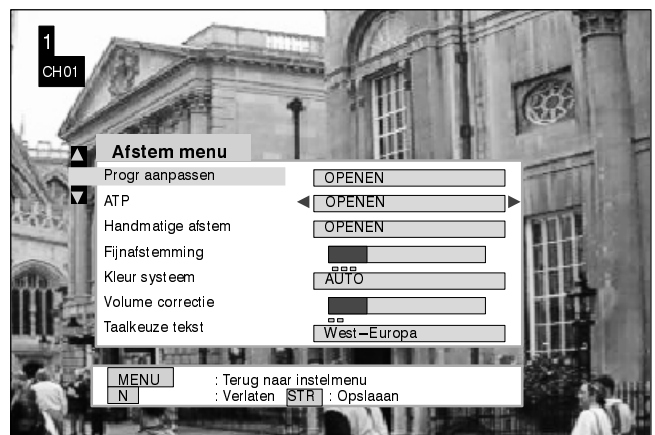 1
CH01
Afstem menu
Progr aanpassen OPENEN
ATP OPENEN
Handmatige afstem OPENEN
Fijnafstemming
Kleur systeem AUTO
Volume correctie
Taalkeuze tekst West–Europa
MENU : Terug naar instelmenu
N : Verlaten STR : Opslaaan